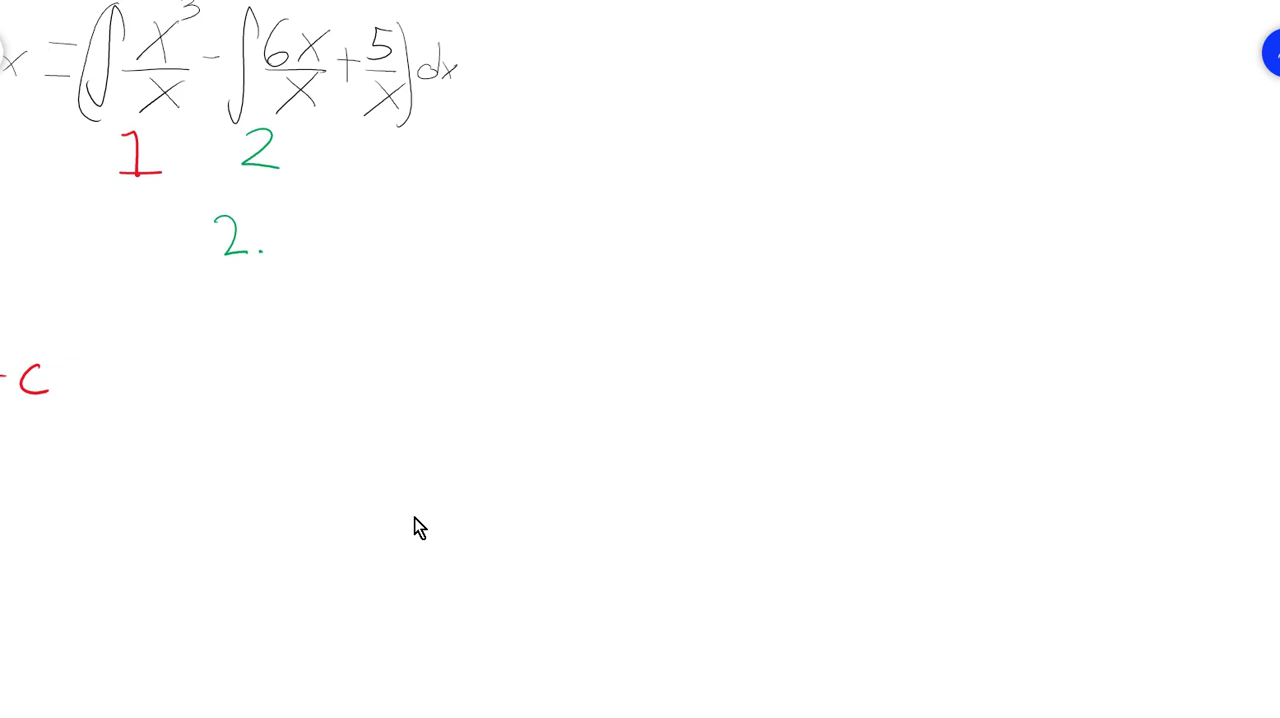 x = (∫ x³/x - ∫ 6x/x + 5/x) dx
1 2
2.
- c